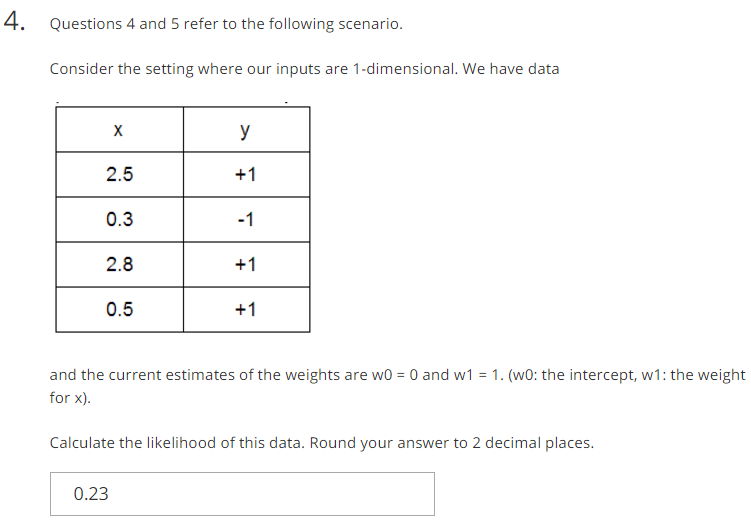 4. Questions 4 and 5 refer to the following scenario.
Consider the setting where our inputs are 1-dimensional. We have data
x y
2.5 +1
0.3 -1
2.8 +1
0.5 +1
and the current estimates of the weights are w0 = 0 and w1 = 1. (w0: the intercept, w1: the weight
for x).
Calculate the likelihood of this data. Round your answer to 2 decimal places.
0.23